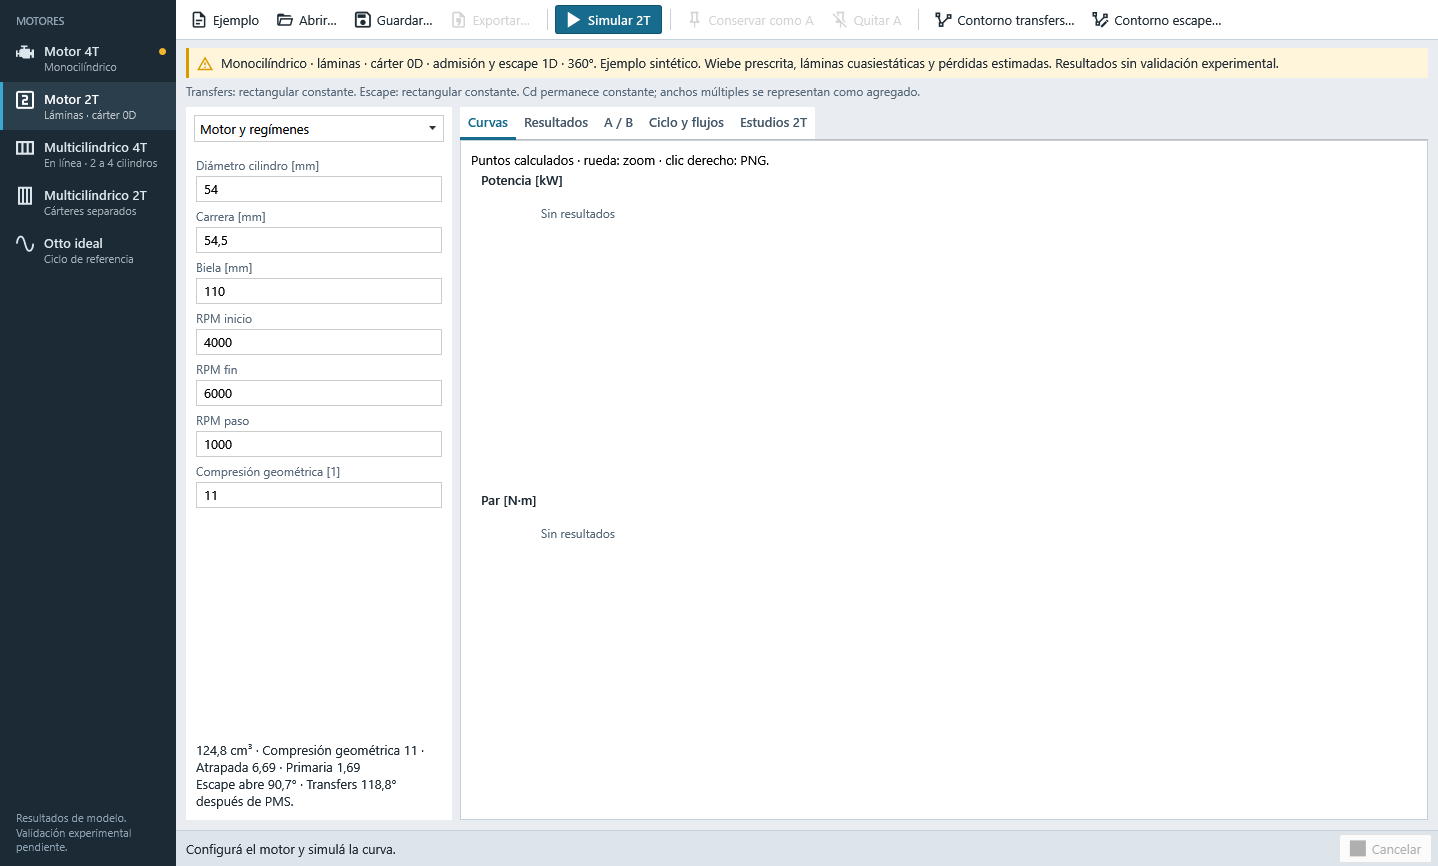 MOTORES
Motor 4T
Monocilíndrico
Motor 2T
Láminas · cárter 0D
Multicilíndrico 4T
En línea · 2 a 4 cilindros
Multicilíndrico 2T
Cárteres separados
Otto ideal
Ciclo de referencia
Resultados de modelo.
Validación experimental
pendiente.
Ejemplo
Abrir...
Guardar...
Exportar...
Simular 2T
Conservar como A
Quitar A
Contorno transfers...
Contorno escape...
Monocilíndrico · láminas · cárter 0D · admisión y escape 1D · 360°. Ejemplo sintético. Wiebe prescrita, láminas cuasiestáticas y pérdidas estimadas. Resultados sin validación experimental.
Transfers: rectangular constante. Escape: rectangular constante. Cd permanece constante; anchos múltiples se representan como agregado.
Motor y regímenes
Diámetro cilindro [mm]
54
Carrera [mm]
54,5
Biela [mm]
110
RPM inicio
4000
RPM fin
6000
RPM paso
1000
Compresión geométrica [1]
11
124,8 cm³ · Compresión geométrica 11 ·
Atrapada 6,69 · Primaria 1,69
Escape abre 90,7° · Transfers 118,8°
después de PMS.
Curvas
Resultados
A / B
Ciclo y flujos
Estudios 2T
Puntos calculados · rueda: zoom · clic derecho: PNG.
Potencia [kW]
Sin resultados
Par [N·m]
Sin resultados
Configurá el motor y simulá la curva.
Cancelar